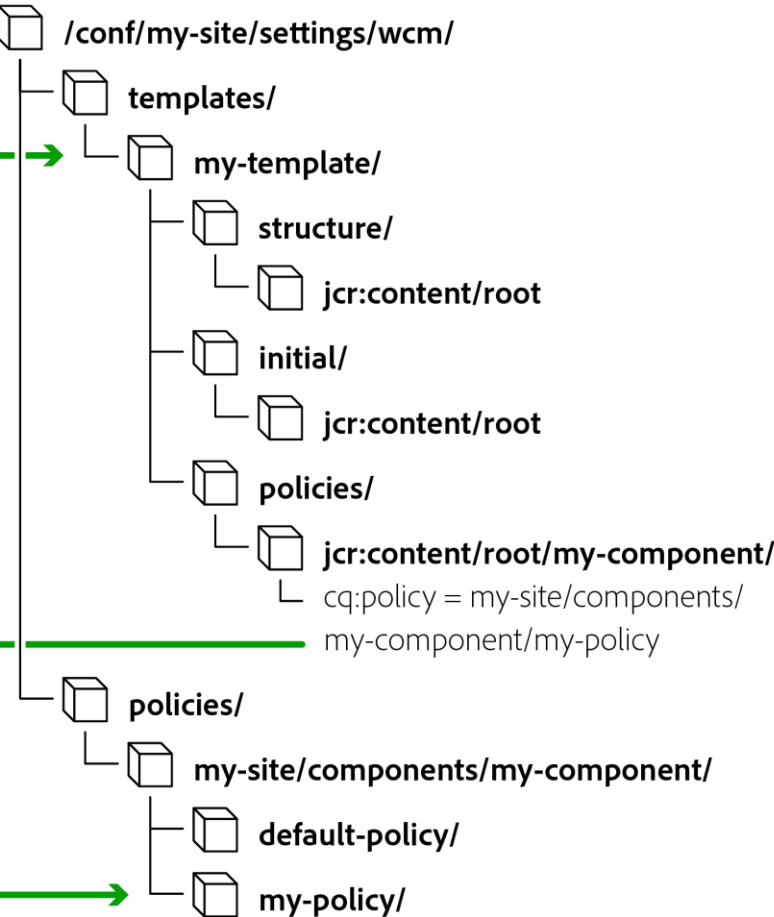 /conf/my-site/settings/wcm/
templates/
my-template/
structure/
jcr:content/root
initial/
jcr:content/root
policies/
jcr:content/root/my-component/
cq:policy = my-site/components/
my-component/my-policy
policies/
my-site/components/my-component/
default-policy/
my-policy/